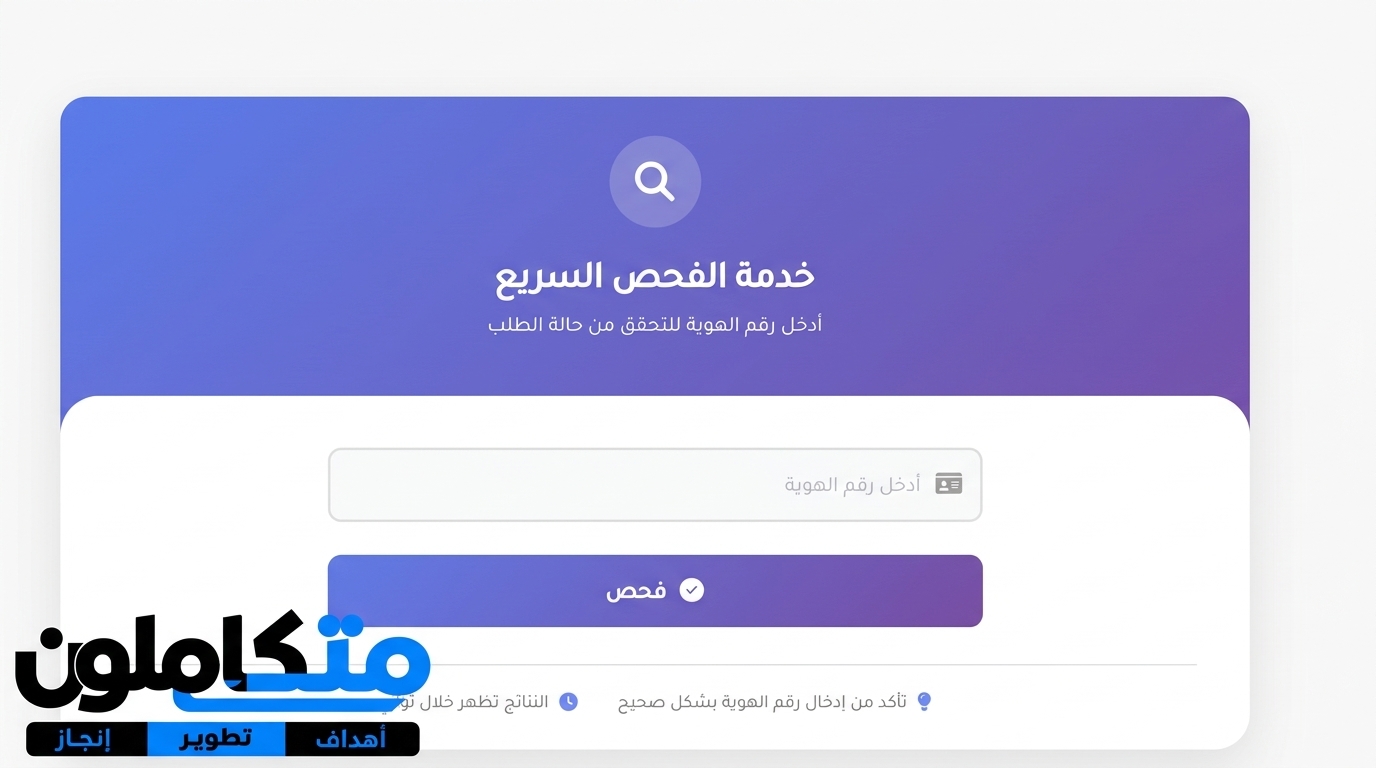 خدمة الفحص السريع
أدخل رقم الهوية للتحقق من حالة الطلب
أدخل رقم الهوية
فحص
تأكد من إدخال رقم الهوية بشكل صحيح
النتائج تظهر خلال
متكاملون
أهداف تطوير إنجاز